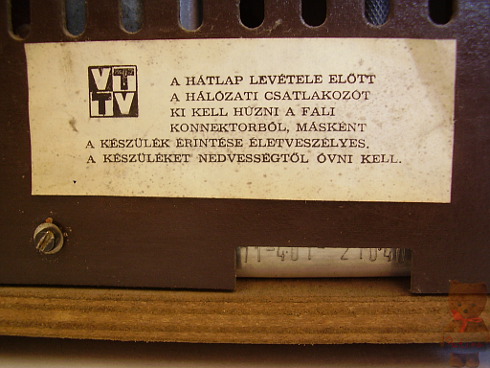 VT
TV
A HÁTLAP LEVÉTELE ELŐTT
A HÁLÓZATI CSATLAKOZÓT
KI KELL HÚZNI A FALI
KONNEKTORBÓL, MÁSKÉNT
A KÉSZÜLÉK ÉRINTÉSE ÉLETVESZÉLYES.
A KÉSZÜLÉKET NEDVESSÉGTŐL ÓVNI KELL.